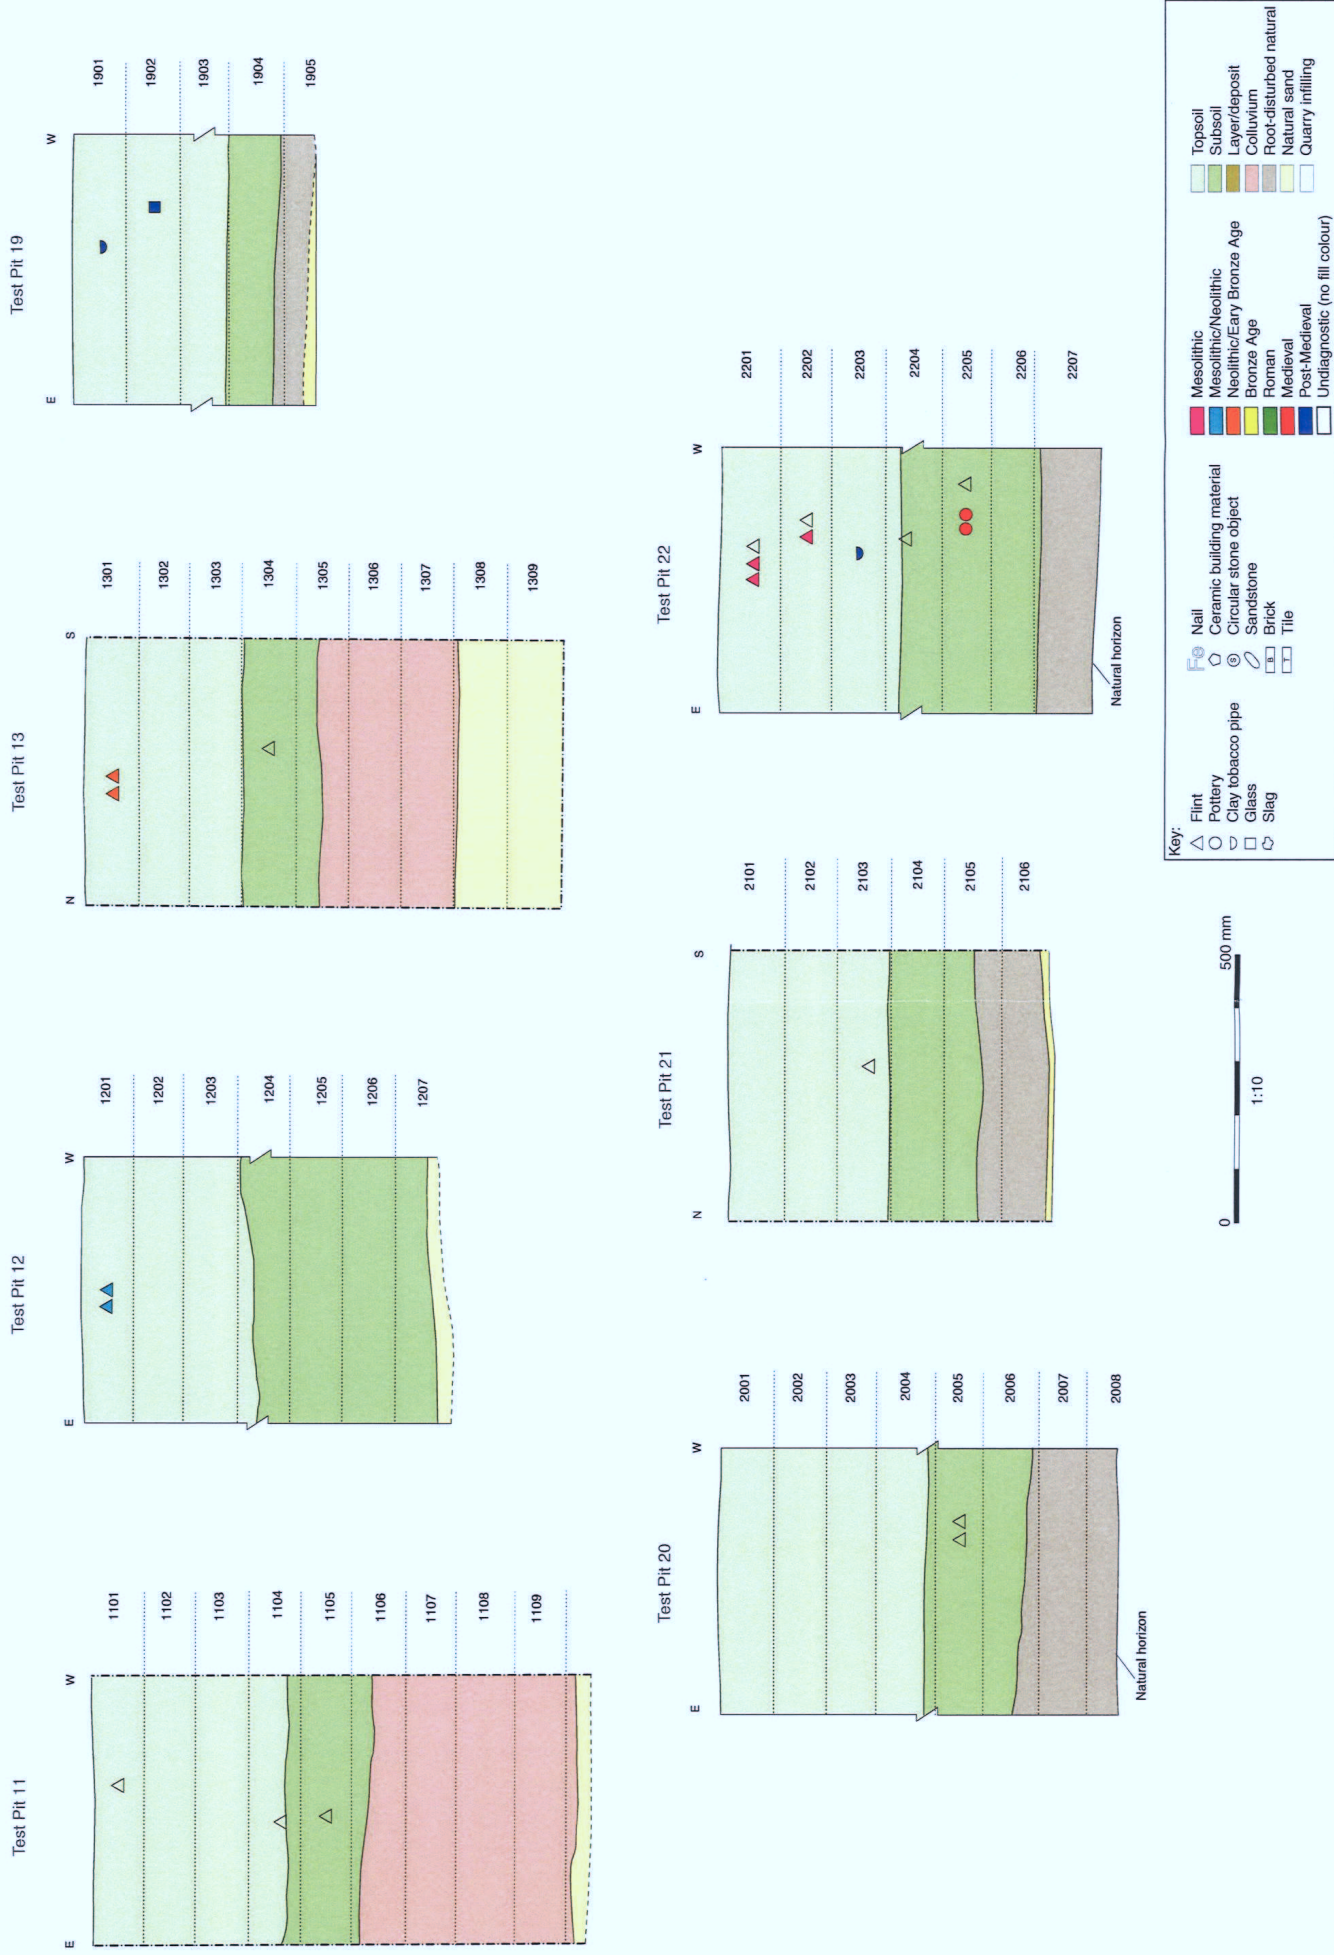 Test Pit 11
E W
1101
1102
1103
1104
1105
1106
1107
1108
1109
Test Pit 12
E W
1201
1202
1203
1204
1205
1206
1207
Test Pit 13
N S
1301
1302
1303
1304
1305
1306
1307
1308
1309
Test Pit 19
E W
1901
1902
1903
1904
1905
Test Pit 20
E W
2001
2002
2003
2004
2005
2006
2007
2008
Natural horizon
Test Pit 21
N S
2101
2102
2103
2104
2105
2106
Test Pit 22
E W
2201
2202
2203
2204
2205
2206
2207
Natural horizon
0 500 mm
1:10
Key:
Flint
Pottery
Clay tobacco pipe
Glass
Slag
Fe Nail
Ceramic building material
S Circular stone object
Sandstone
B Brick
T Tile
Mesolithic
Mesolithic/Neolithic
Neolithic/Eary Bronze Age
Bronze Age
Roman
Medieval
Post-Medieval
Undiagnostic (no fill colour)
Topsoil
Subsoil
Layer/deposit
Colluvium
Root-disturbed natural
Natural sand
Quarry infilling